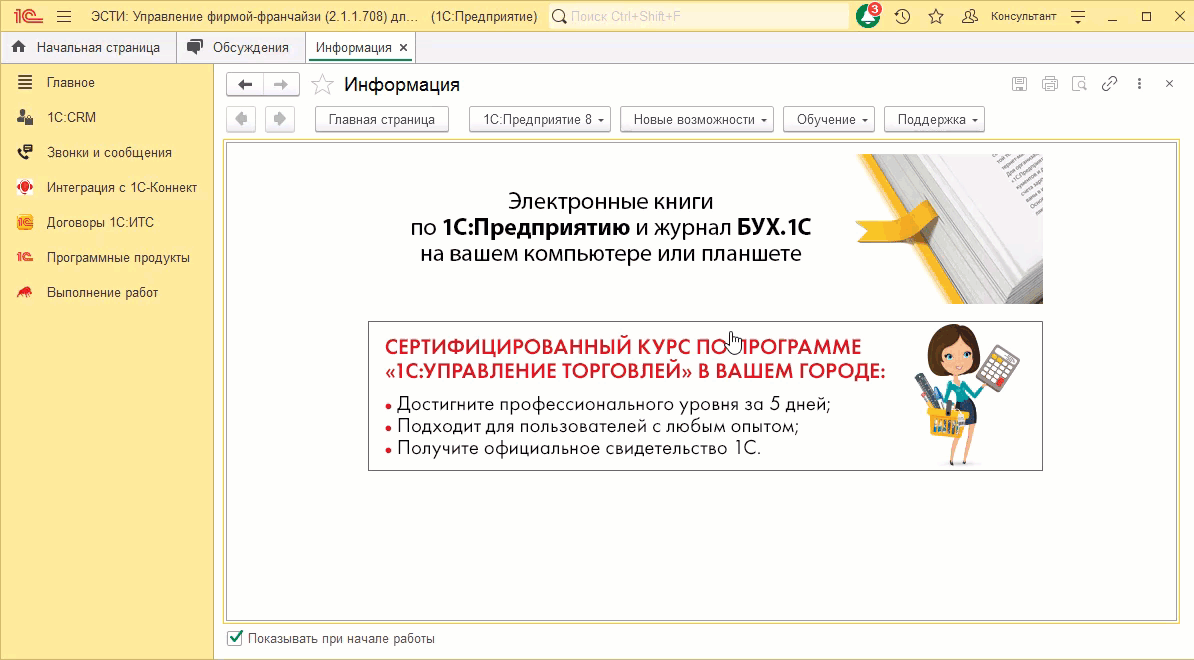 1С ЭСТИ: Управление фирмой-франчайзи (2.1.1.708) дл... (1С:Предприятие) Поиск Ctrl+Shift+F 3 Консультант
Начальная страница Обсуждения Информация ×
Главное
1С:CRM
Звонки и сообщения
Интеграция с 1С-Коннект
Договоры 1С:ИТС
Программные продукты
Выполнение работ
Информация
Главная страница 1С:Предприятие 8 Новые возможности Обучение Поддержка
Электронные книги
по 1С:Предприятию и журнал БУХ.1С
на вашем компьютере или планшете
СЕРТИФИЦИРОВАННЫЙ КУРС ПО ПРОГРАММЕ
«1С:УПРАВЛЕНИЕ ТОРГОВЛЕЙ» В ВАШЕМ ГОРОДЕ:
• Достигните профессионального уровня за 5 дней;
• Подходит для пользователей с любым опытом;
• Получите официальное свидетельство 1С.
Показывать при начале работы